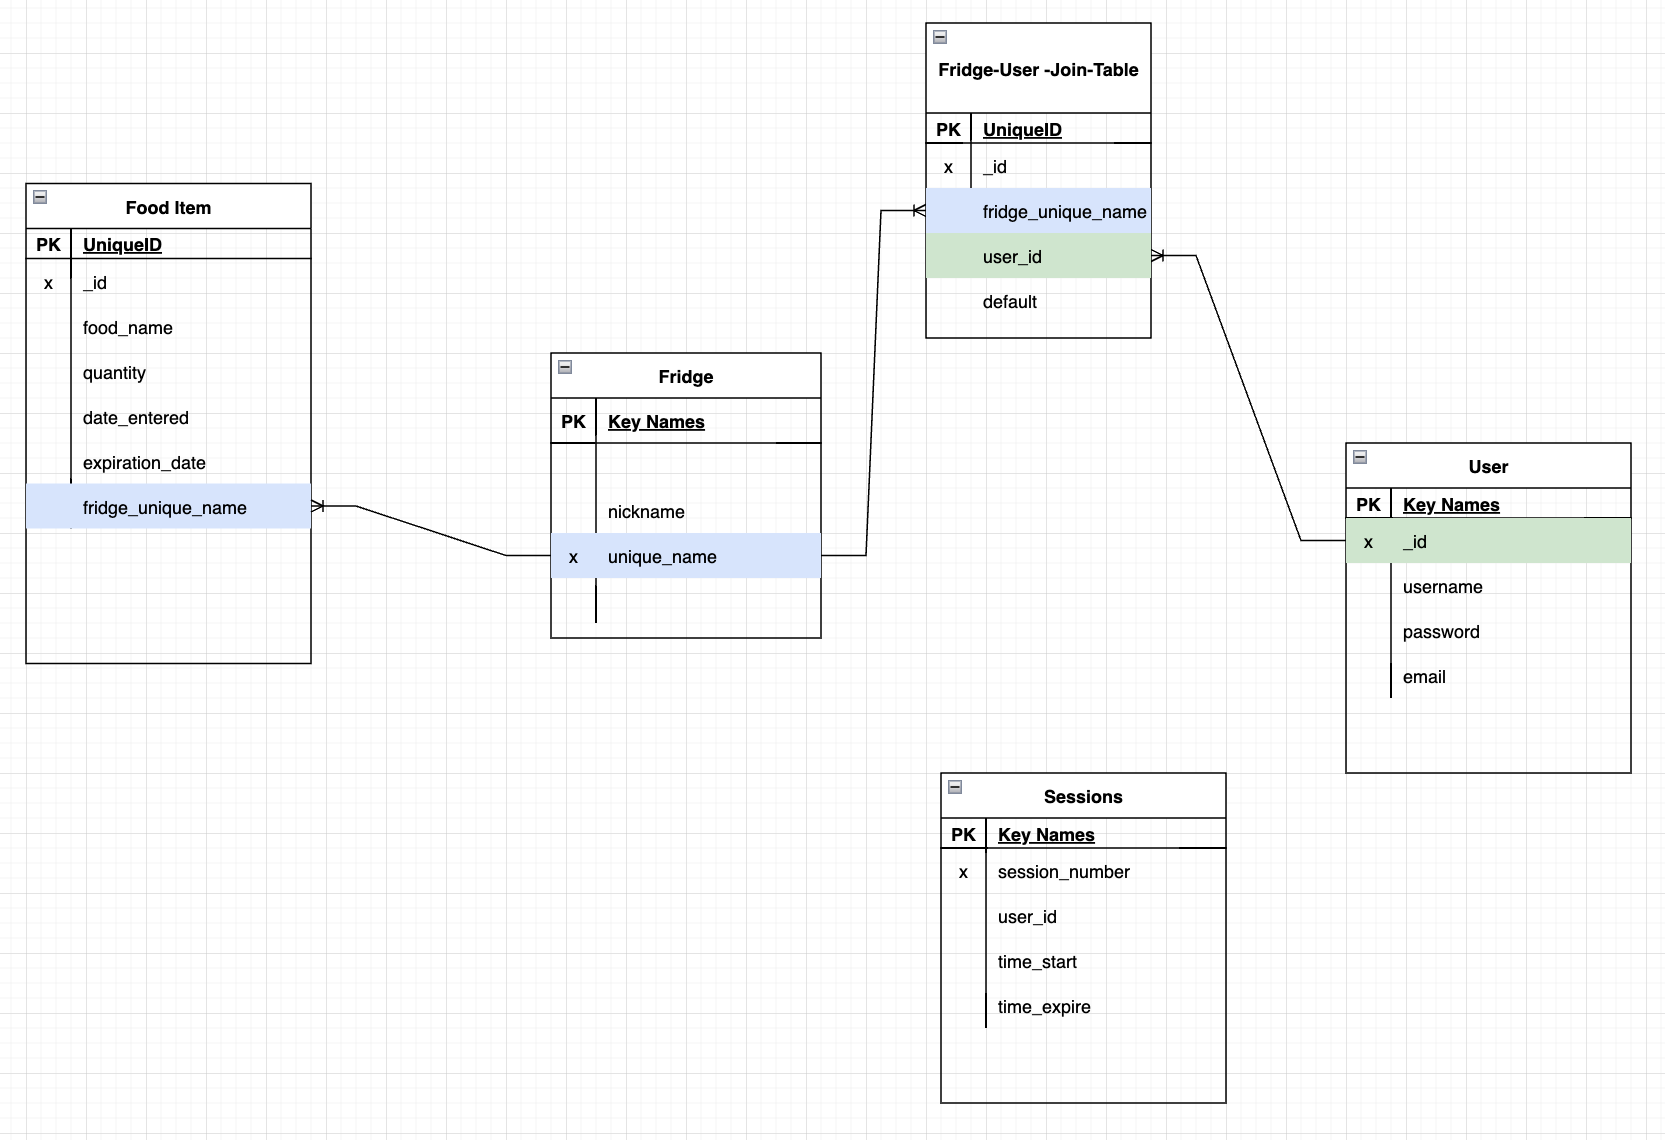 Food Item
PK UniqueID
x _id
food_name
quantity
date_entered
expiration_date
fridge_unique_name
Fridge
PK Key Names
nickname
x unique_name
Fridge-User -Join-Table
PK UniqueID
x _id
fridge_unique_name
user_id
default
User
PK Key Names
x _id
username
password
email
Sessions
PK Key Names
x session_number
user_id
time_start
time_expire